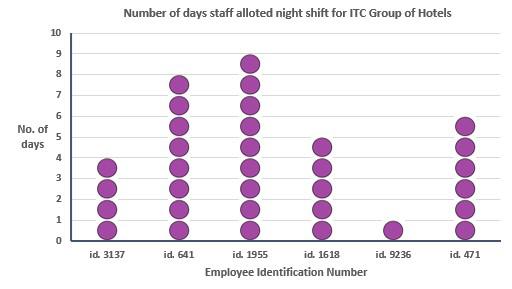 Number of days staff alloted night shift for ITC Group of Hotels
10
9
8
7
6
5
4
3
2
1
0
No. of
days
id. 3137 id. 641 id. 1955 id. 1618 id. 9236 id. 471
Employee Identification Number